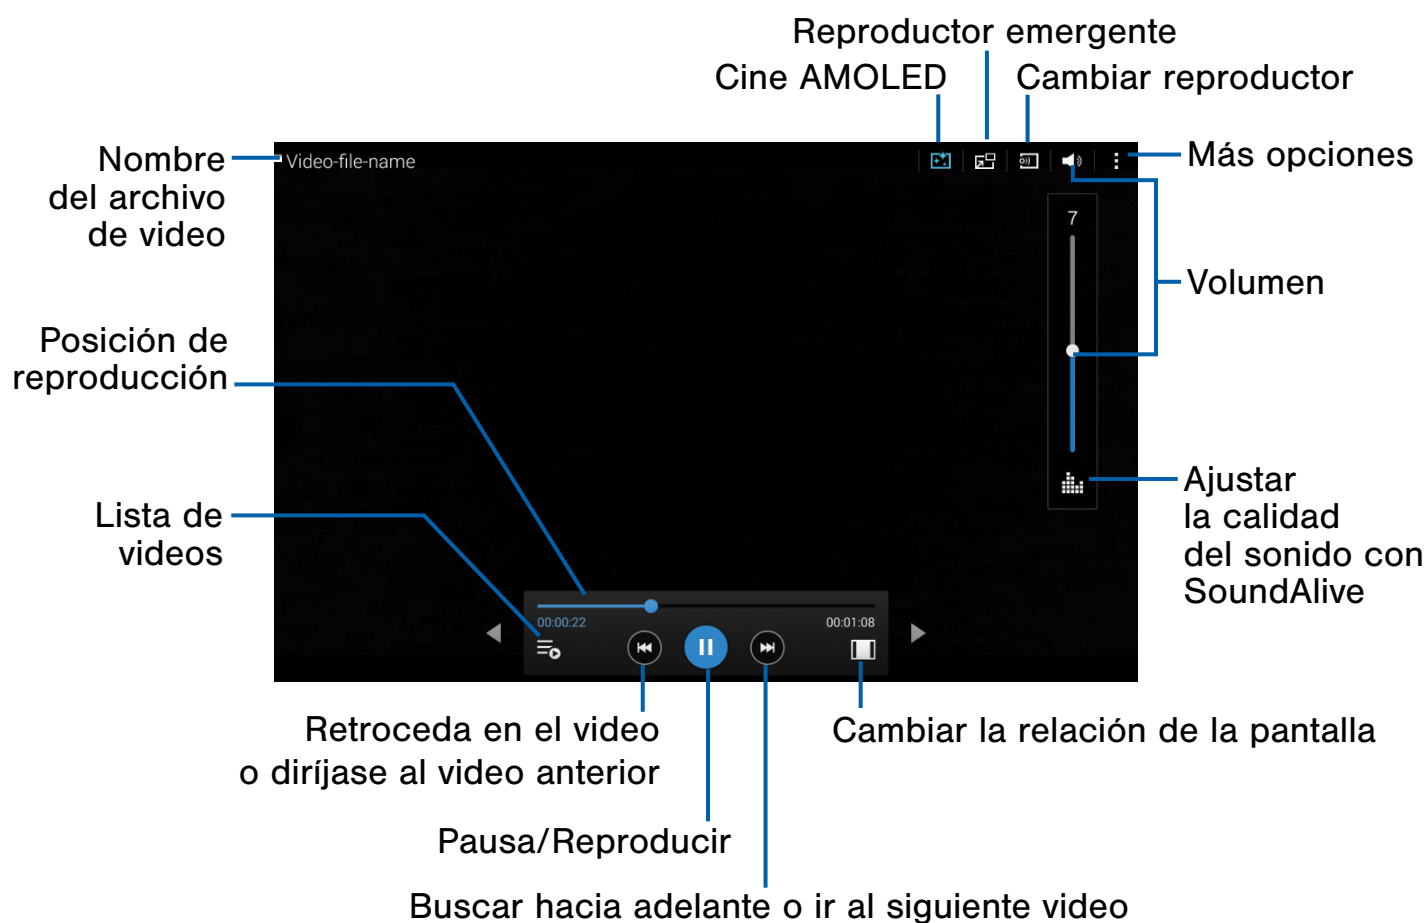 Reproductor emergente
Cine AMOLED
Cambiar reproductor
Nombre
del archivo
de video
Video-file-name
Más opciones
7
Volumen
Posición de
reproducción
Ajustar
la calidad
del sonido con
SoundAlive
Lista de
videos
00:00:22
00:01:08
Retroceda en el video
o diríjase al video anterior
Cambiar la relación de la pantalla
Pausa/Reproducir
Buscar hacia adelante o ir al siguiente video